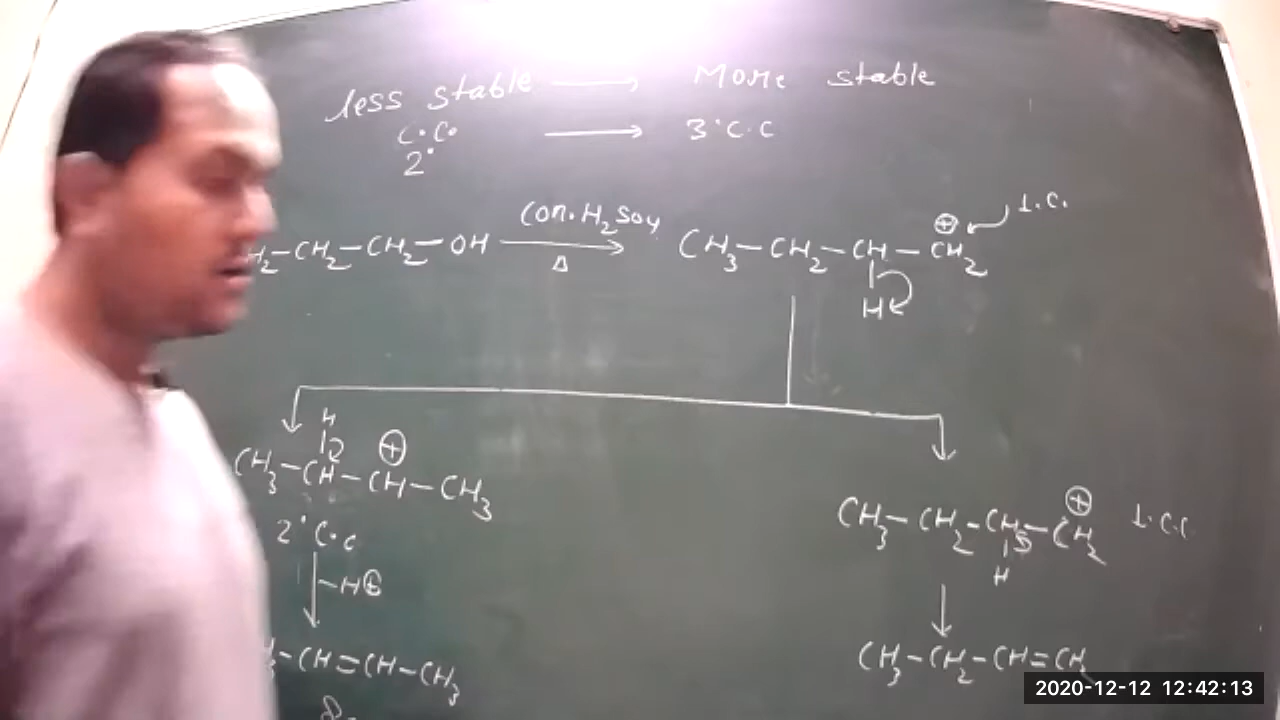 less stable ⟶ More stable
C.C. ⟶ 3°C.C
2°
H₂-CH₂-CH₂-OH ⟶ CH₃-CH₂-CH-CH₂
Con.H₂SO₄
Δ
⊕
1.C.
H
H
⊕
CH₃-CH-CH-CH₃
2°C.C
-H⊕
-CH=CH-CH₃
⊕
CH₃-CH₂-CH-CH₂ 1.C.C.
H
CH₃-CH₂-CH=CH₂
2020-12-12 12:42:13